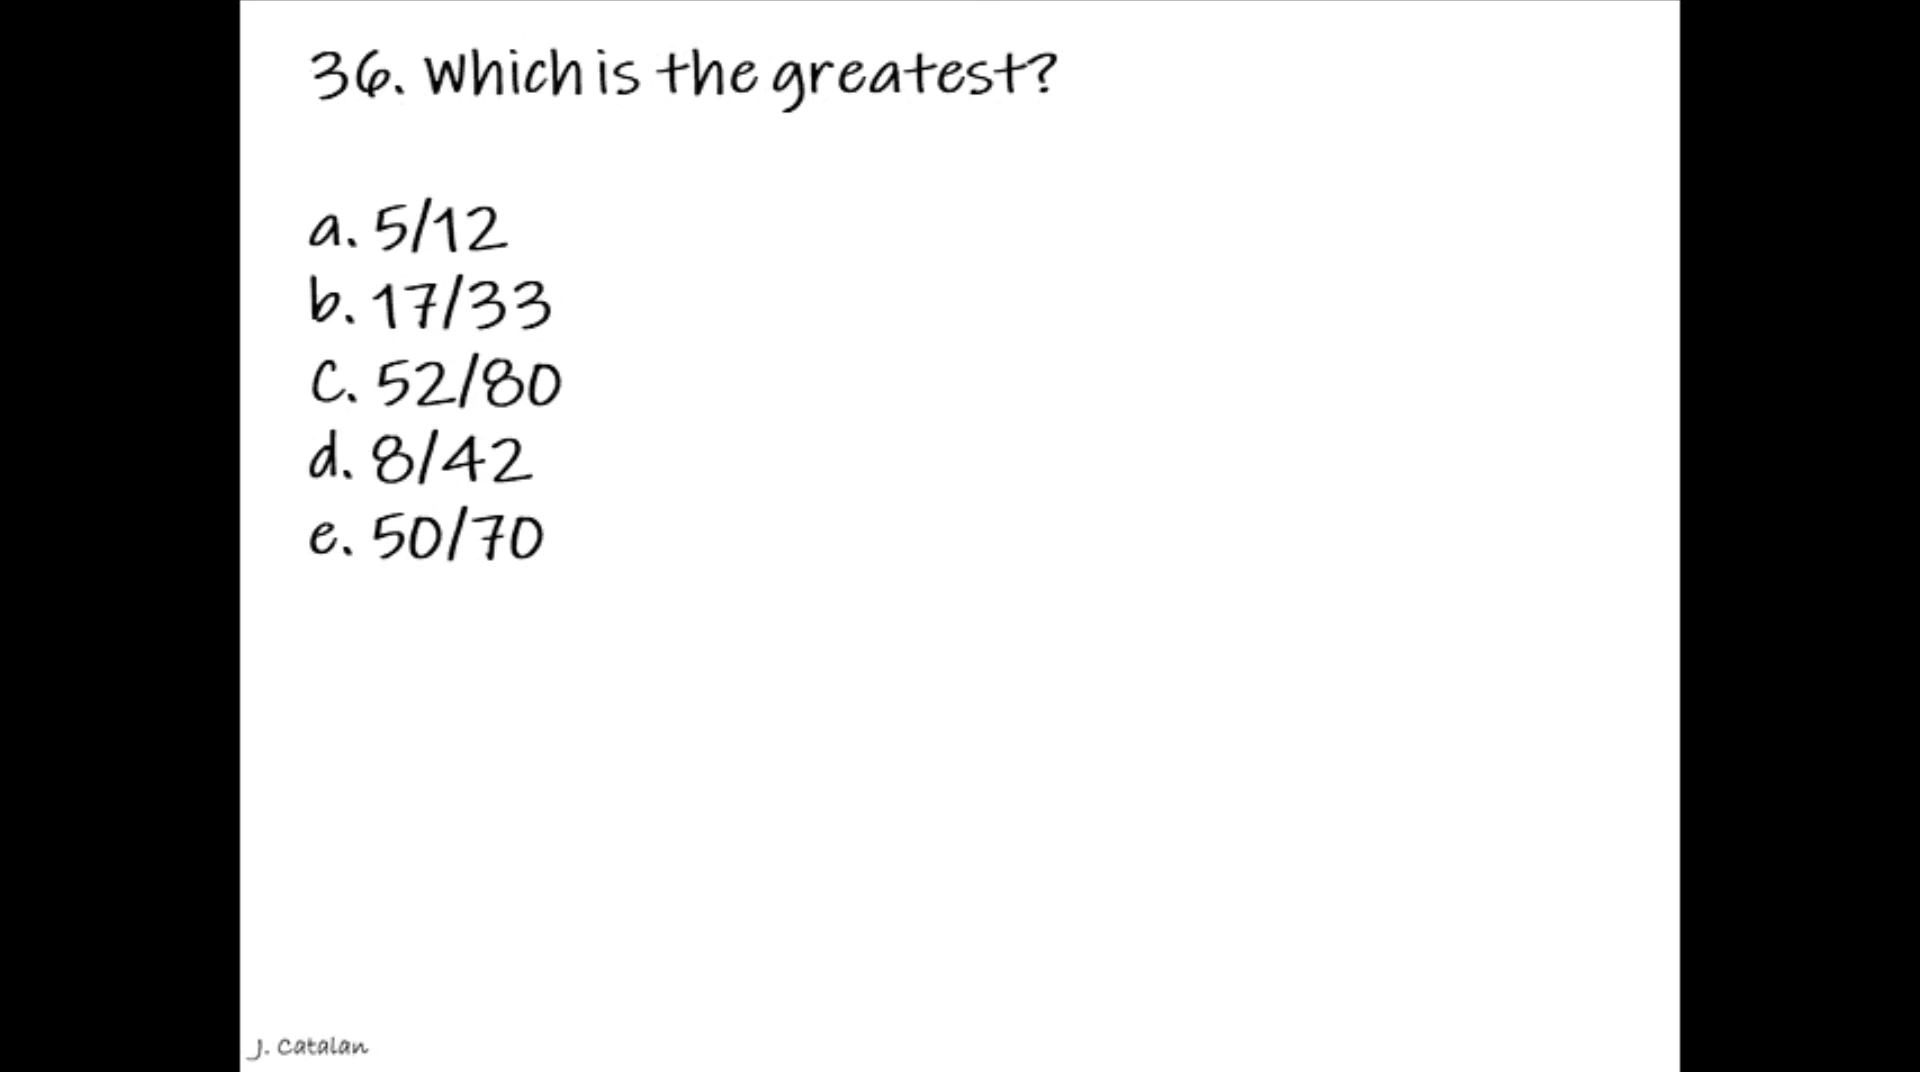 36. Which is the greatest?
a. 5/12
b. 17/33
C. 52/80
d. 8/42
e. 50/70
J. Catalan